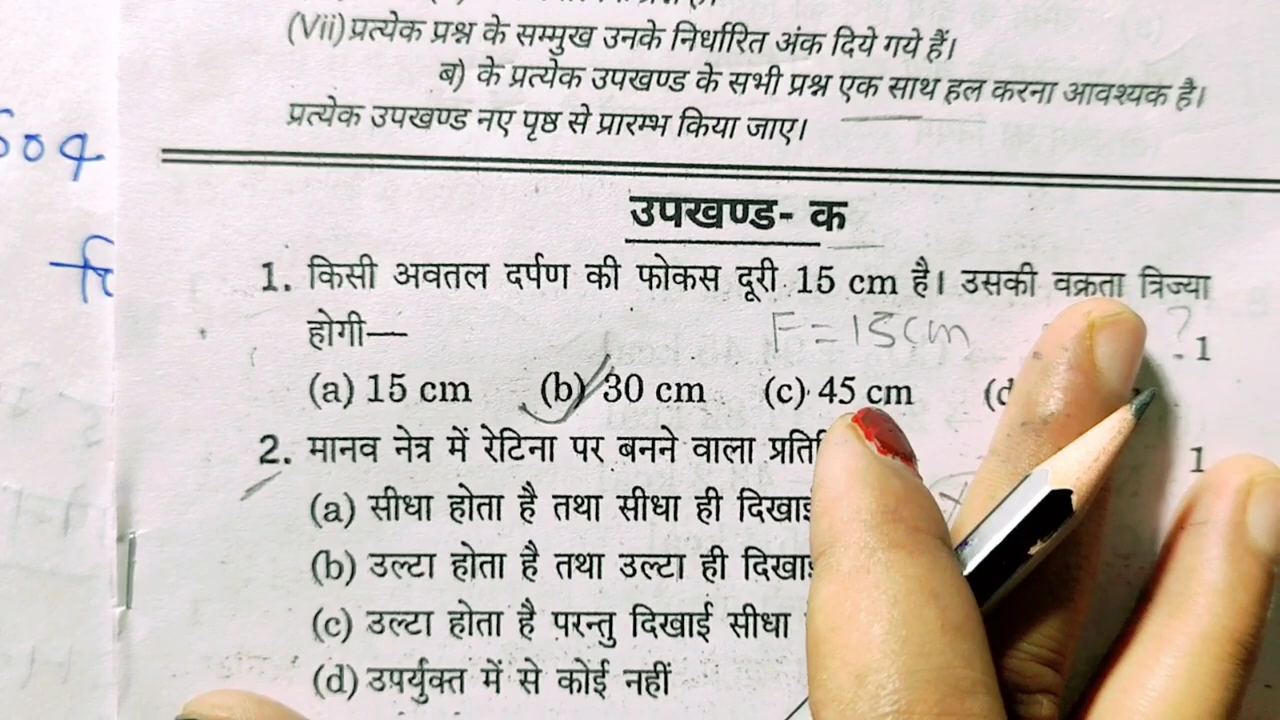 (Vii) प्रत्येक प्रश्न के सम्मुख उनके निर्धारित अंक दिये गये हैं।
ब) के प्रत्येक उपखण्ड के सभी प्रश्न एक साथ हल करना आवश्यक है।
प्रत्येक उपखण्ड नए पृष्ठ से प्रारम्भ किया जाए।
504
उपखण्ड- क
1. किसी अवतल दर्पण की फोकस दूरी 15 cm है। उसकी वक्रता त्रिज्या
होगी— F = 15cm ? 1
(a) 15 cm (b) 30 cm (c) 45 cm
2. मानव नेत्र में रेटिना पर बनने वाला 1
(a) सीधा होता है तथा सीधा ही
(b) उल्टा होता है तथा उल्टा ही
(c) उल्टा होता है परन्तु दिखाई सीधा
(d) उपर्युक्त में से कोई नहीं